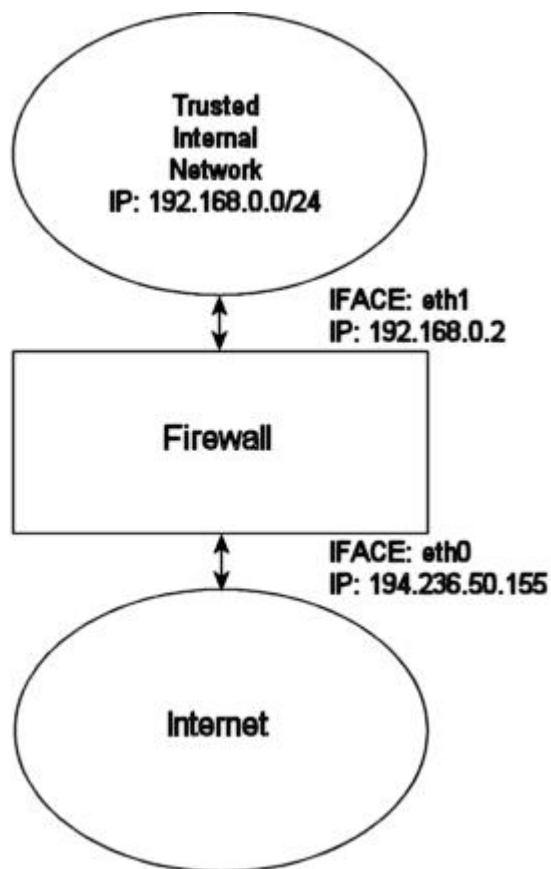 Trusted
Internal
Network
IP: 192.168.0.0/24
IFACE: eth1
IP: 192.168.0.2
Firewall
IFACE: eth0
IP: 194.236.50.155
Internet